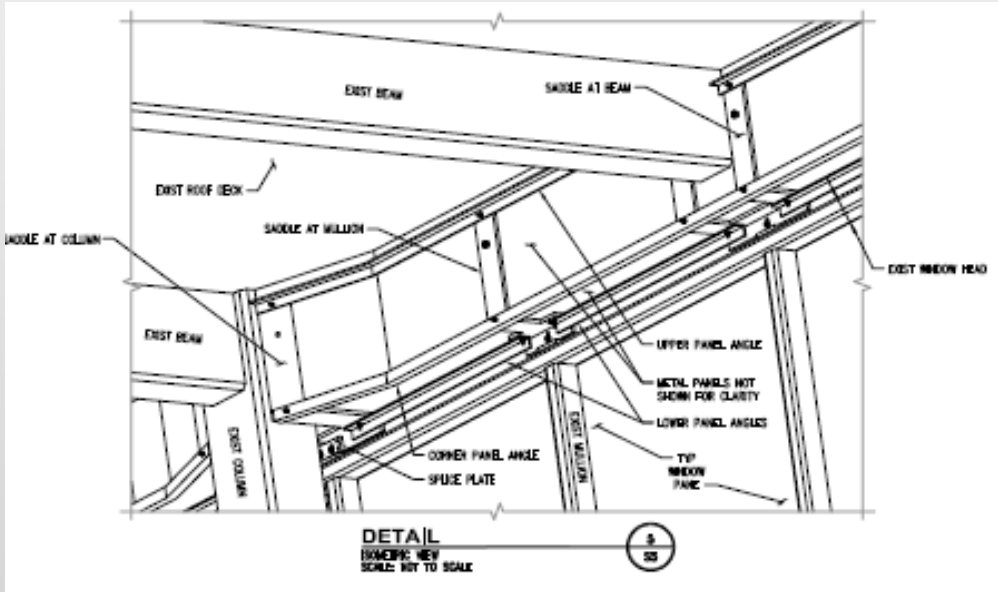 EXIST BEAM
SADDLE AT BEAM
EXIST ROOF DECK
SADDLE AT MULLION
SADDLE AT COLUMN
EXIST WINDOW HEAD
EXIST BEAM
UPPER PANEL ANGLE
METAL PANELS NOT
SHOWN FOR CLARITY
LOWER PANEL ANGLES
EXIST COLUMN
CORNER PANEL ANGLE
SPLICE PLATE
EXIST MULLION
TYP
WINDOW
PANE
DETAIL
ISOMETRIC VIEW
SCALE: NOT TO SCALE